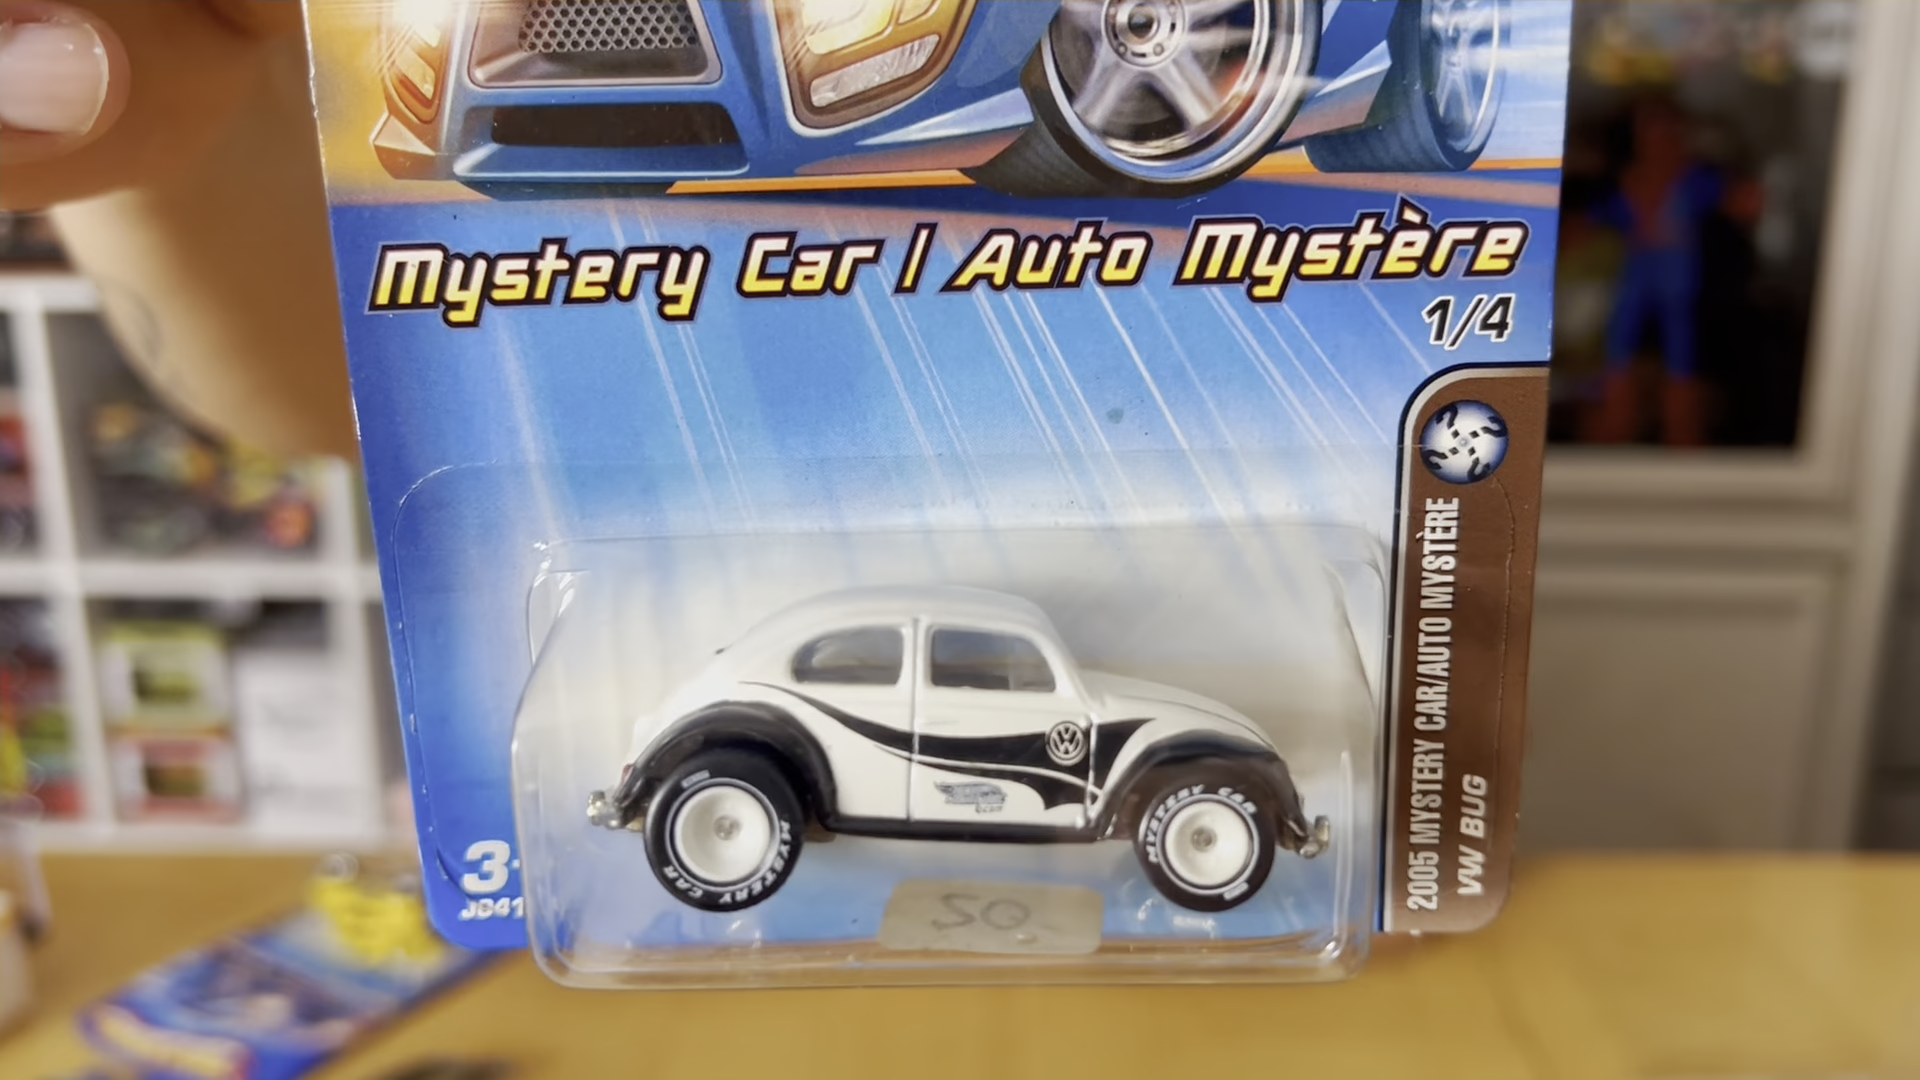 Mystery Car / Auto Mystère
1/4
2005 MYSTERY CAR/AUTO MYSTÈRE
VW BUG
VW
MYSTERY CAR
MYSTERY CAR
50
3+